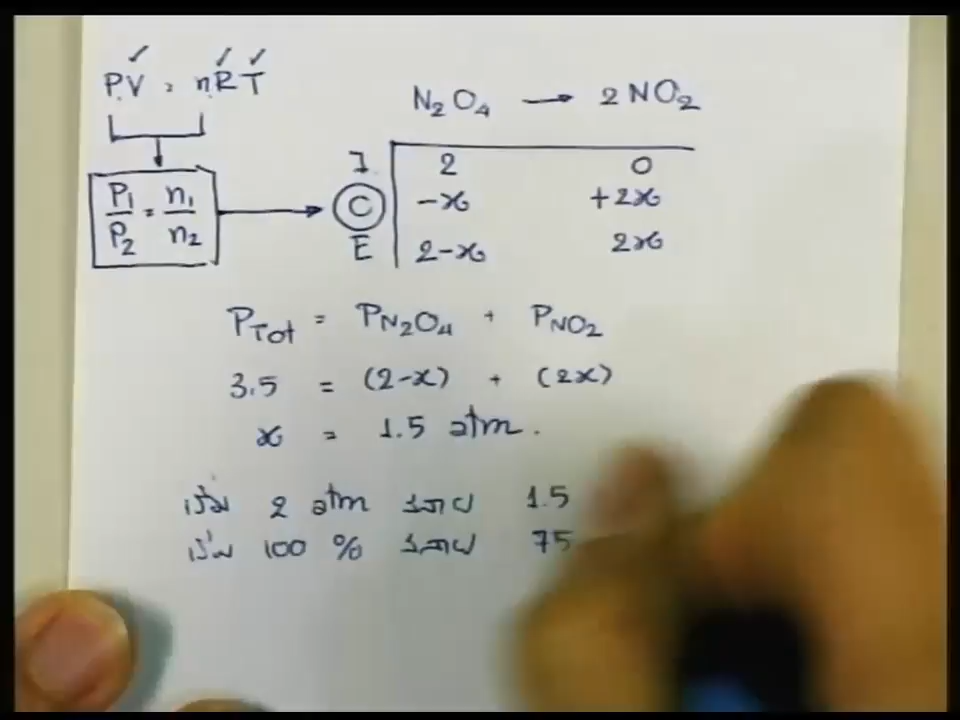 PV = nRT
N2O4 → 2NO2
P1/P2 = n1/n2
I 2 0
C -x +2x
E 2-x 2x
PTot = PN2O4 + PNO2
3.5 = (2-x) + (2x)
x = 1.5 atm.
เริ่ม 2 atm สลาย 1.5
เริ่ม 100 % สลาย 75